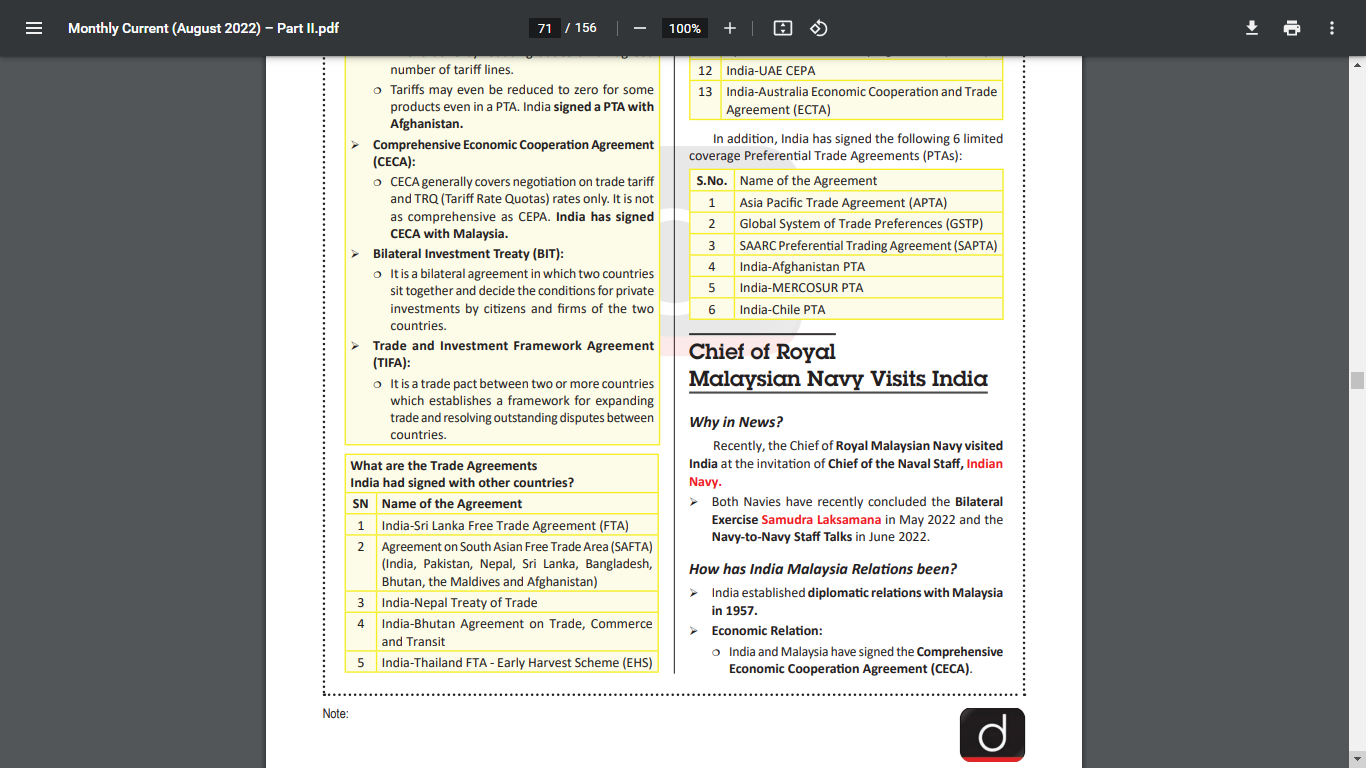 Monthly Current (August 2022) – Part II.pdf
71 / 156
100%
number of tariff lines.
Tariffs may even be reduced to zero for some
products even in a PTA. India signed a PTA with
Afghanistan.
Comprehensive Economic Cooperation Agreement
(CECA):
CECA generally covers negotiation on trade tariff
and TRQ (Tariff Rate Quotas) rates only. It is not
as comprehensive as CEPA. India has signed
CECA with Malaysia.
Bilateral Investment Treaty (BIT):
It is a bilateral agreement in which two countries
sit together and decide the conditions for private
investments by citizens and firms of the two
countries.
Trade and Investment Framework Agreement
(TIFA):
It is a trade pact between two or more countries
which establishes a framework for expanding
trade and resolving outstanding disputes between
countries.
What are the Trade Agreements
India had signed with other countries?
SN Name of the Agreement
1 India-Sri Lanka Free Trade Agreement (FTA)
2 Agreement on South Asian Free Trade Area (SAFTA)
(India, Pakistan, Nepal, Sri Lanka, Bangladesh,
Bhutan, the Maldives and Afghanistan)
3 India-Nepal Treaty of Trade
4 India-Bhutan Agreement on Trade, Commerce
and Transit
5 India-Thailand FTA - Early Harvest Scheme (EHS)
12 India-UAE CEPA
13 India-Australia Economic Cooperation and Trade
Agreement (ECTA)
In addition, India has signed the following 6 limited
coverage Preferential Trade Agreements (PTAs):
S.No. Name of the Agreement
1 Asia Pacific Trade Agreement (APTA)
2 Global System of Trade Preferences (GSTP)
3 SAARC Preferential Trading Agreement (SAPTA)
4 India-Afghanistan PTA
5 India-MERCOSUR PTA
6 India-Chile PTA
Chief of Royal
Malaysian Navy Visits India
Why in News?
Recently, the Chief of Royal Malaysian Navy visited
India at the invitation of Chief of the Naval Staff, Indian
Navy.
Both Navies have recently concluded the Bilateral
Exercise Samudra Laksamana in May 2022 and the
Navy-to-Navy Staff Talks in June 2022.
How has India Malaysia Relations been?
India established diplomatic relations with Malaysia
in 1957.
Economic Relation:
India and Malaysia have signed the Comprehensive
Economic Cooperation Agreement (CECA).
Note:
d